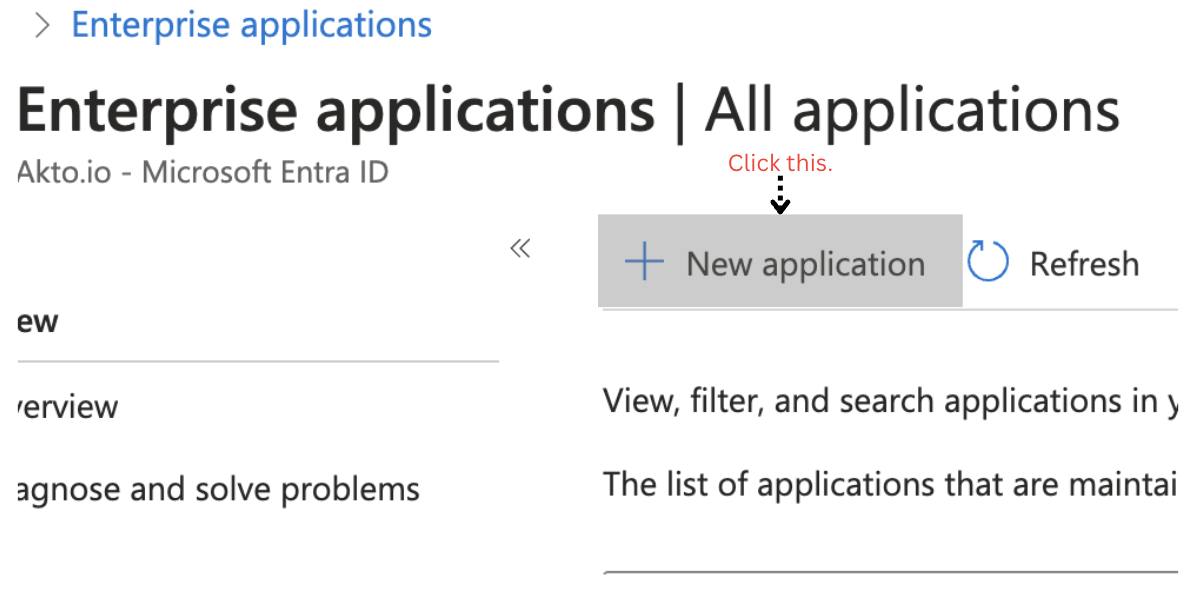 Enterprise applications
Enterprise applications | All applications
Akto.io - Microsoft Entra ID
Click this.
New application
Refresh
ew
verview
agnose and solve problems
View, filter, and search applications in y
The list of applications that are maintai